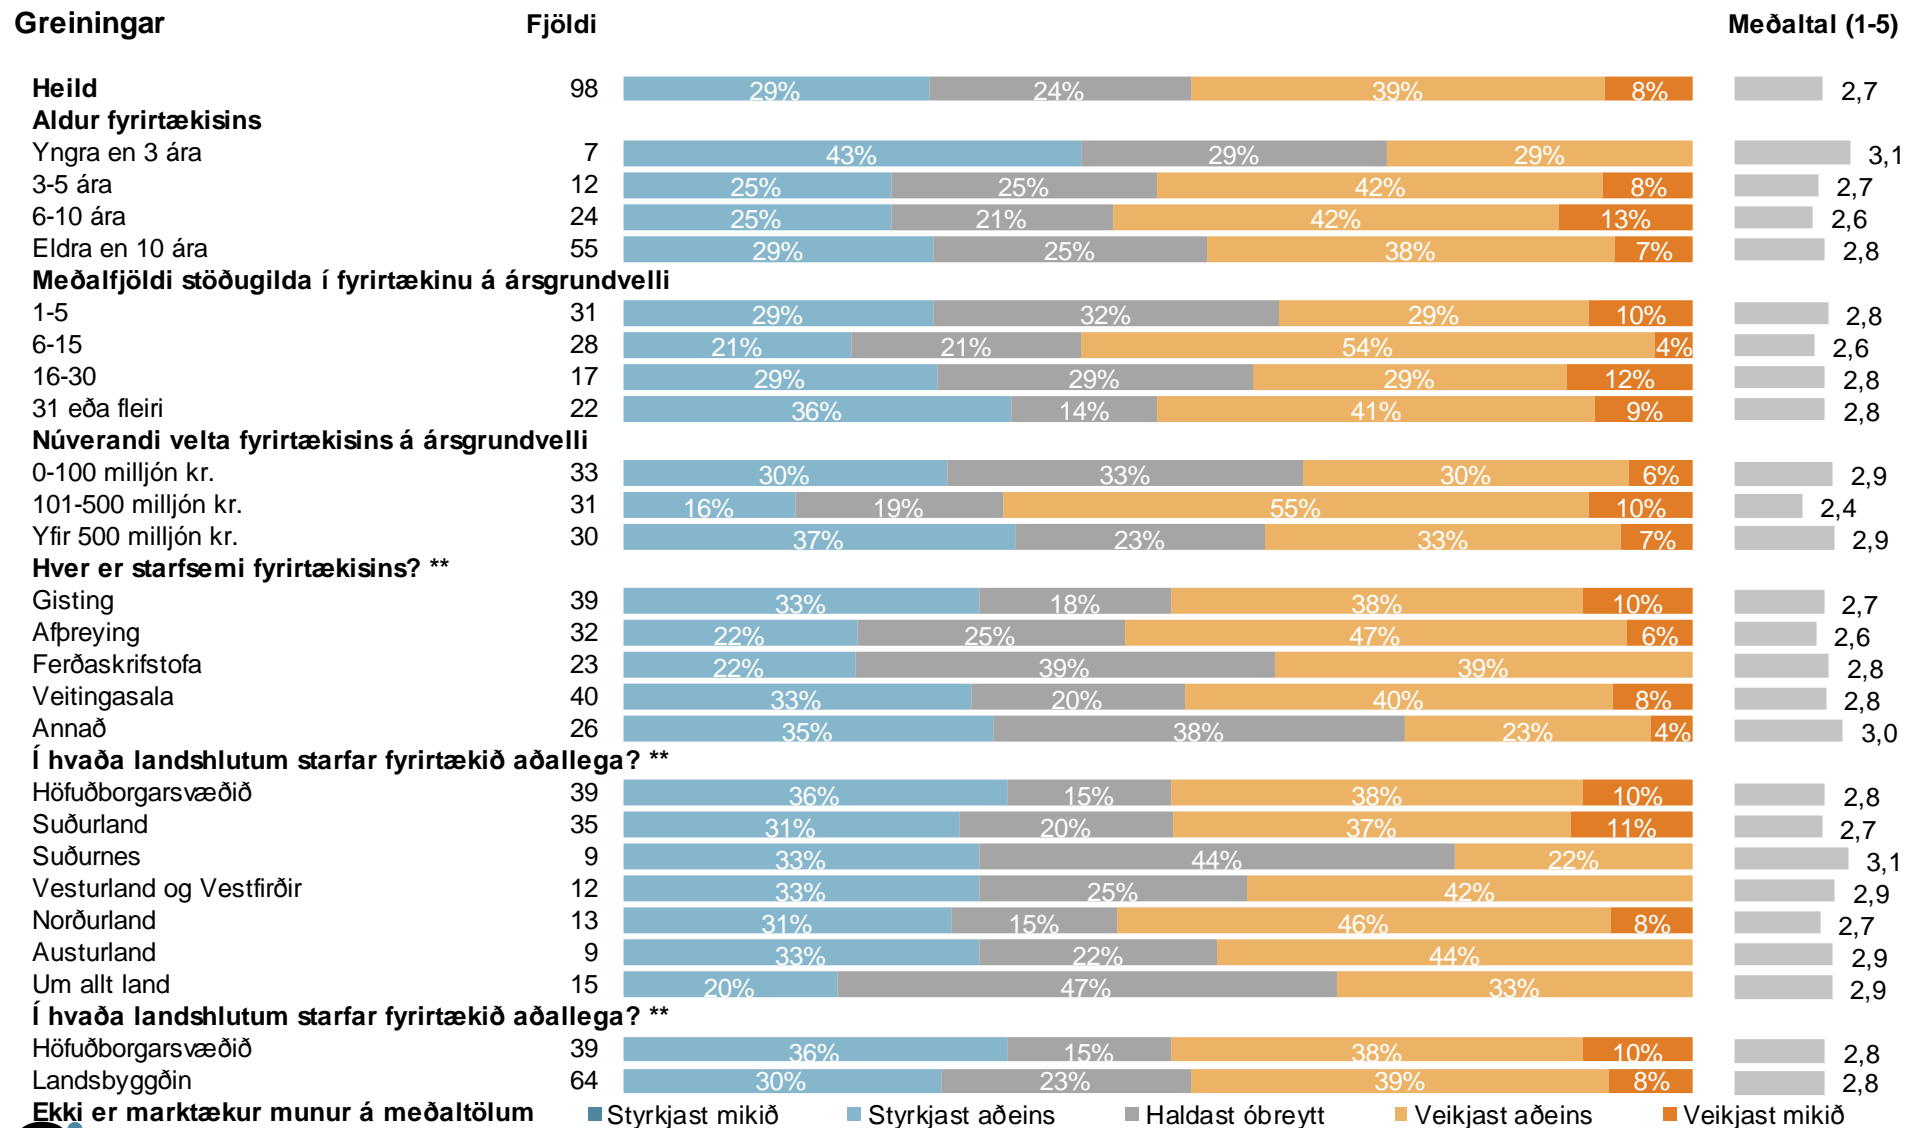 Greiningar Fjöldi Meðaltal (1-5)
Heild 98 29% 24% 39% 8% 2,7
Aldur fyrirtækisins
Yngra en 3 ára 7 43% 29% 29% 3,1
3-5 ára 12 25% 25% 42% 8% 2,7
6-10 ára 24 25% 21% 42% 13% 2,6
Eldra en 10 ára 55 29% 25% 38% 7% 2,8
Meðalfjöldi stöðugilda í fyrirtækinu á ársgrundvelli
1-5 31 29% 32% 29% 10% 2,8
6-15 28 21% 21% 54% 4% 2,6
16-30 17 29% 29% 29% 12% 2,8
31 eða fleiri 22 36% 14% 41% 9% 2,8
Núverandi velta fyrirtækisins á ársgrundvelli
0-100 milljón kr. 33 30% 33% 30% 6% 2,9
101-500 milljón kr. 31 16% 19% 55% 10% 2,4
Yfir 500 milljón kr. 30 37% 23% 33% 7% 2,9
Hver er starfsemi fyrirtækisins? **
Gisting 39 33% 18% 38% 10% 2,7
Afþreying 32 22% 25% 47% 6% 2,6
Ferðaskrifstofa 23 22% 39% 39% 2,8
Veitingasala 40 33% 20% 40% 8% 2,8
Annað 26 35% 38% 23% 4% 3,0
Í hvaða landshlutum starfar fyrirtækið aðallega? **
Höfuðborgarsvæðið 39 36% 15% 38% 10% 2,8
Suðurland 35 31% 20% 37% 11% 2,7
Suðurnes 9 33% 44% 22% 3,1
Vesturland og Vestfirðir 12 33% 25% 42% 2,9
Norðurland 13 31% 15% 46% 8% 2,7
Austurland 9 33% 22% 44% 2,9
Um allt land 15 20% 47% 33% 2,9
Í hvaða landshlutum starfar fyrirtækið aðallega? **
Höfuðborgarsvæðið 39 36% 15% 38% 10% 2,8
Landsbyggðin 64 30% 23% 39% 8% 2,8
Ekki er marktækur munur á meðaltölum Styrkjast mikið Styrkjast aðeins Haldast óbreytt Veikjast aðeins Veikjast mikið